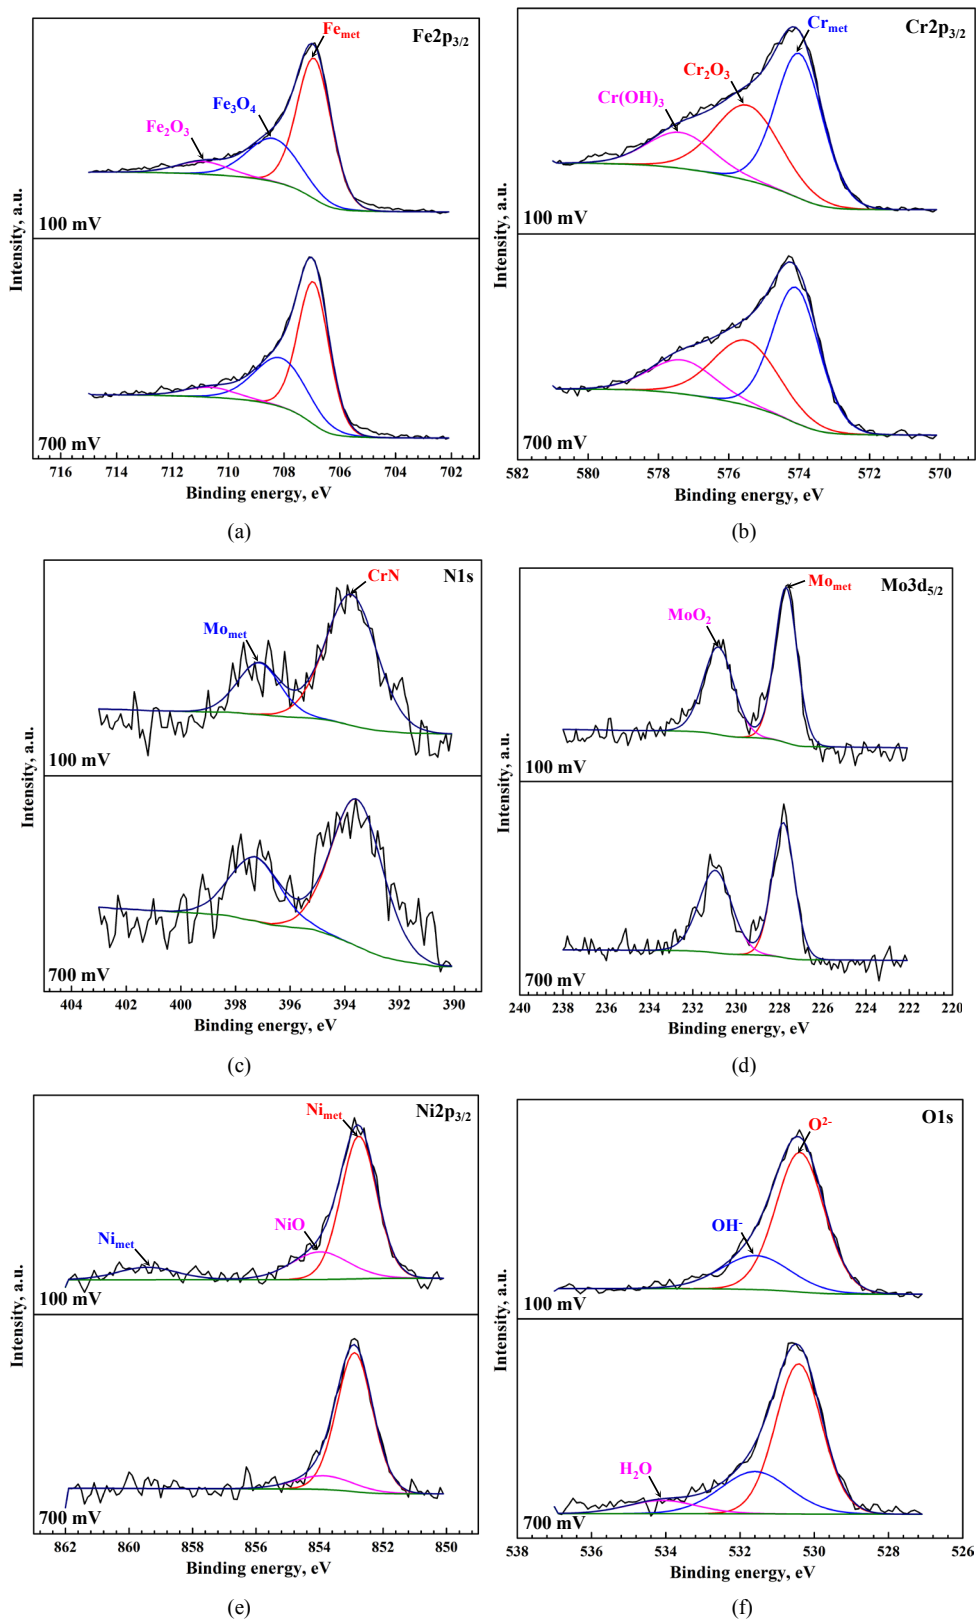 Fe2p3/2
Femet
Fe3O4
Fe2O3
100 mV
700 mV
Intensity, a.u.
716 714 712 710 708 706 704 702
Binding energy, eV
(a)
Cr2p3/2
Crmet
Cr2O3
Cr(OH)3
100 mV
700 mV
Intensity, a.u.
582 580 578 576 574 572 570
Binding energy, eV
(b)
N1s
CrN
Momet
100 mV
700 mV
Intensity, a.u.
404 402 400 398 396 394 392 390
Binding energy, eV
(c)
Mo3d5/2
Momet
MoO2
100 mV
700 mV
Intensity, a.u.
240 238 236 234 232 230 228 226 224 222 220
Binding energy, eV
(d)
Ni2p3/2
Nimet
NiO
Nimet
100 mV
700 mV
Intensity, a.u.
862 860 858 856 854 852 850
Binding energy, eV
(e)
O1s
O2-
OH-
100 mV
H2O
700 mV
Intensity, a.u.
538 536 534 532 530 528 526
Binding energy, eV
(f)